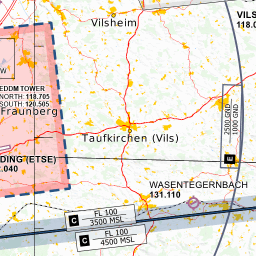 Vilsheim
VILS
118.0
W
EDDM TOWER
NORTH: 118.705
SOUTH: 120.505
Fraunberg
Taufkirchen (Vils)
2500 GND
1000 GND
E
DING (ETSE)
2.040
WASENTEGERNBACH
131.110
C
FL 100
3500 MSL
C
FL 100
4500 MSL